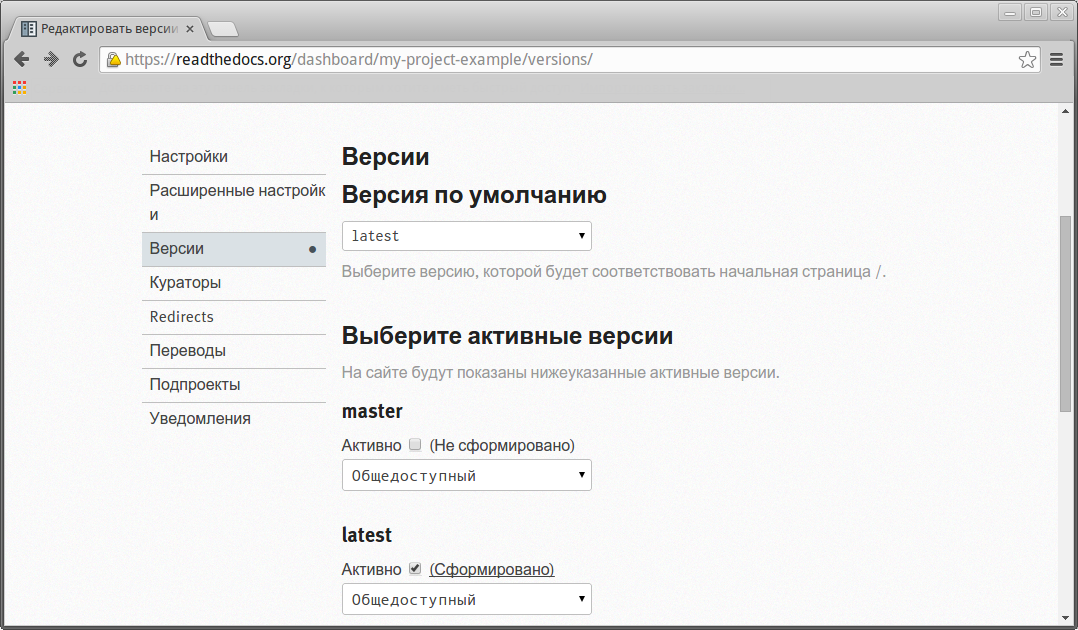 Редактировать версии
https://readthedocs.org/dashboard/my-project-example/versions/
Настройки
Расширенные настройк
и
Версии
Кураторы
Redirects
Переводы
Подпроекты
Уведомления
Версии
Версия по умолчанию
latest
Выберите версию, которой будет соответствовать начальная страница /.
Выберите активные версии
На сайте будут показаны нижеуказанные активные версии.
master
Активно (Не сформировано)
Общедоступный
latest
Активно (Сформировано)
Общедоступный